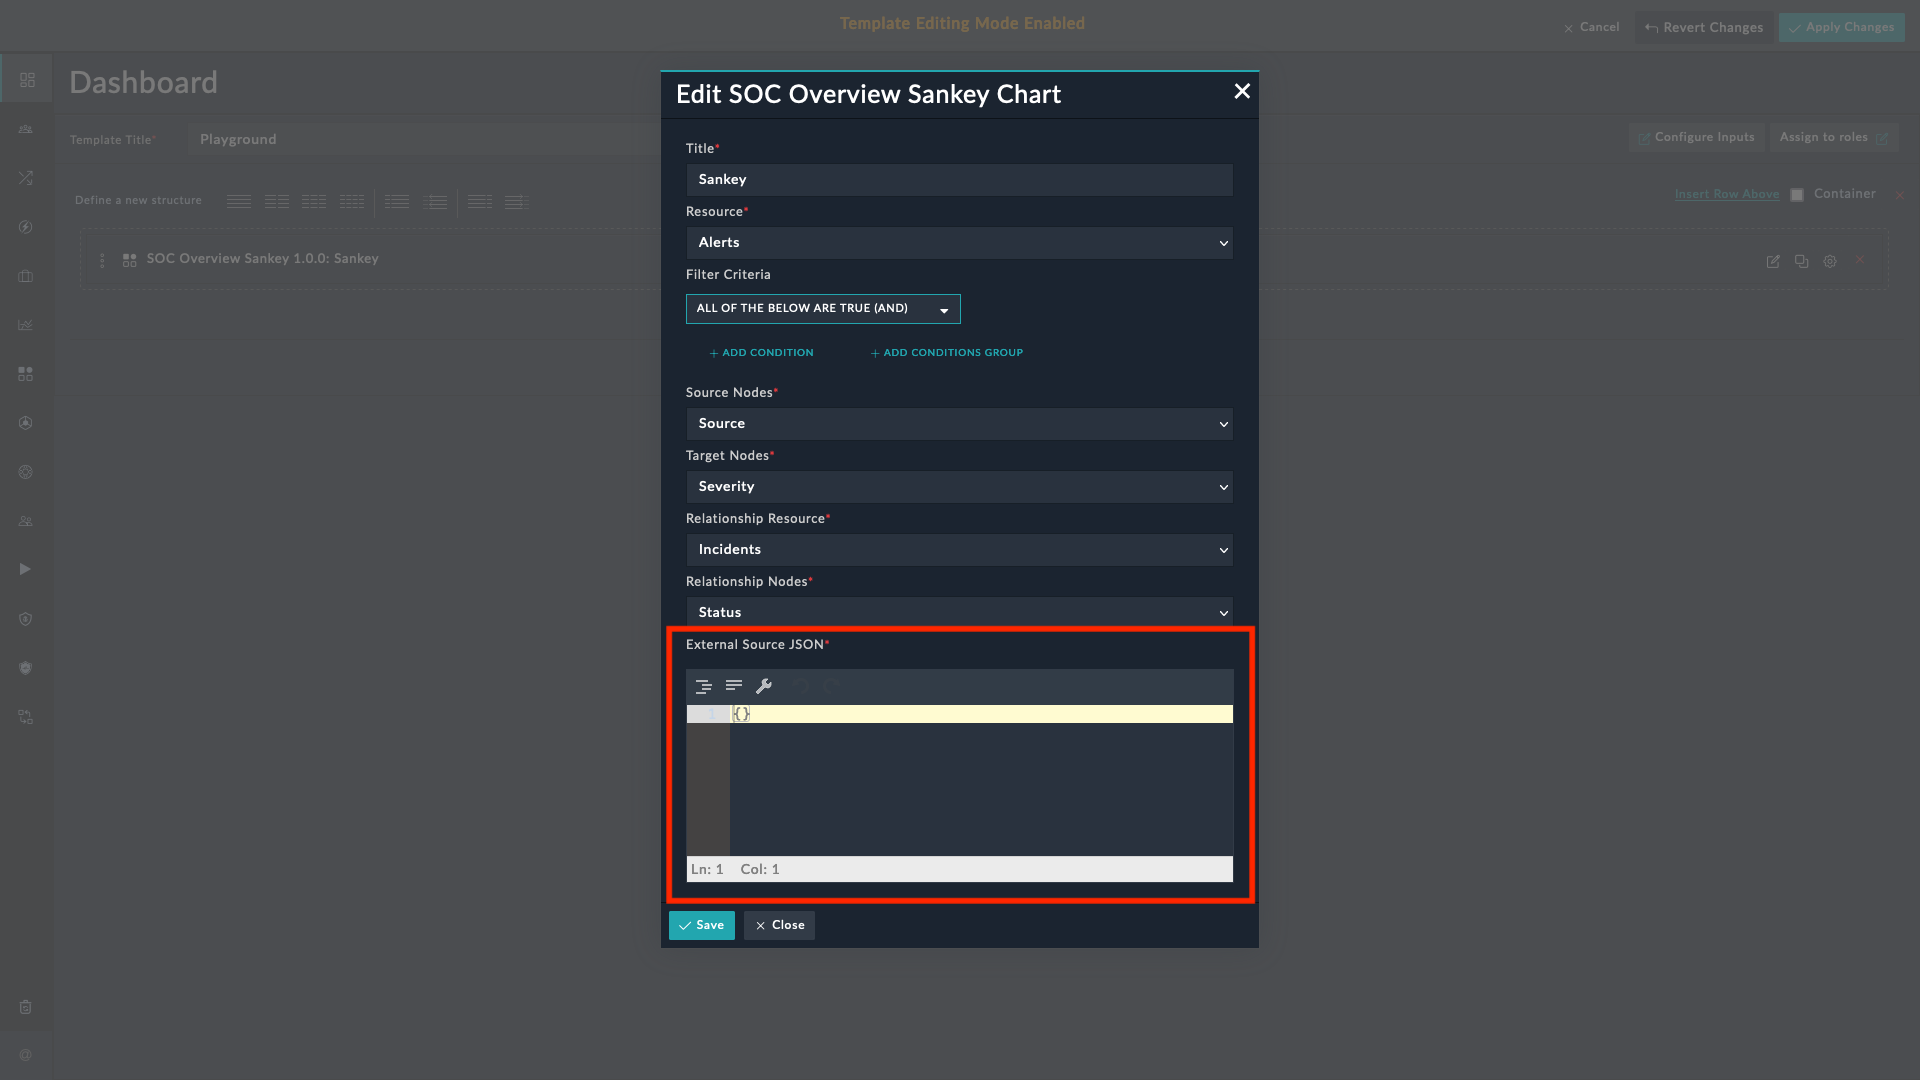 Template Editing Mode Enabled
Cancel
Revert Changes
Apply Changes
Dashboard
Template Title*
Playground
Configure Inputs
Assign to roles
Define a new structure
Insert Row Above
Container
SOC Overview Sankey 1.0.0: Sankey
Edit SOC Overview Sankey Chart
Title*
Sankey
Resource*
Alerts
Filter Criteria
ALL OF THE BELOW ARE TRUE (AND)
+ ADD CONDITION
+ ADD CONDITIONS GROUP
Source Nodes*
Source
Target Nodes*
Severity
Relationship Resource*
Incidents
Relationship Nodes*
Status
External Source JSON*
1 {}
Ln: 1 Col: 1
Save
Close